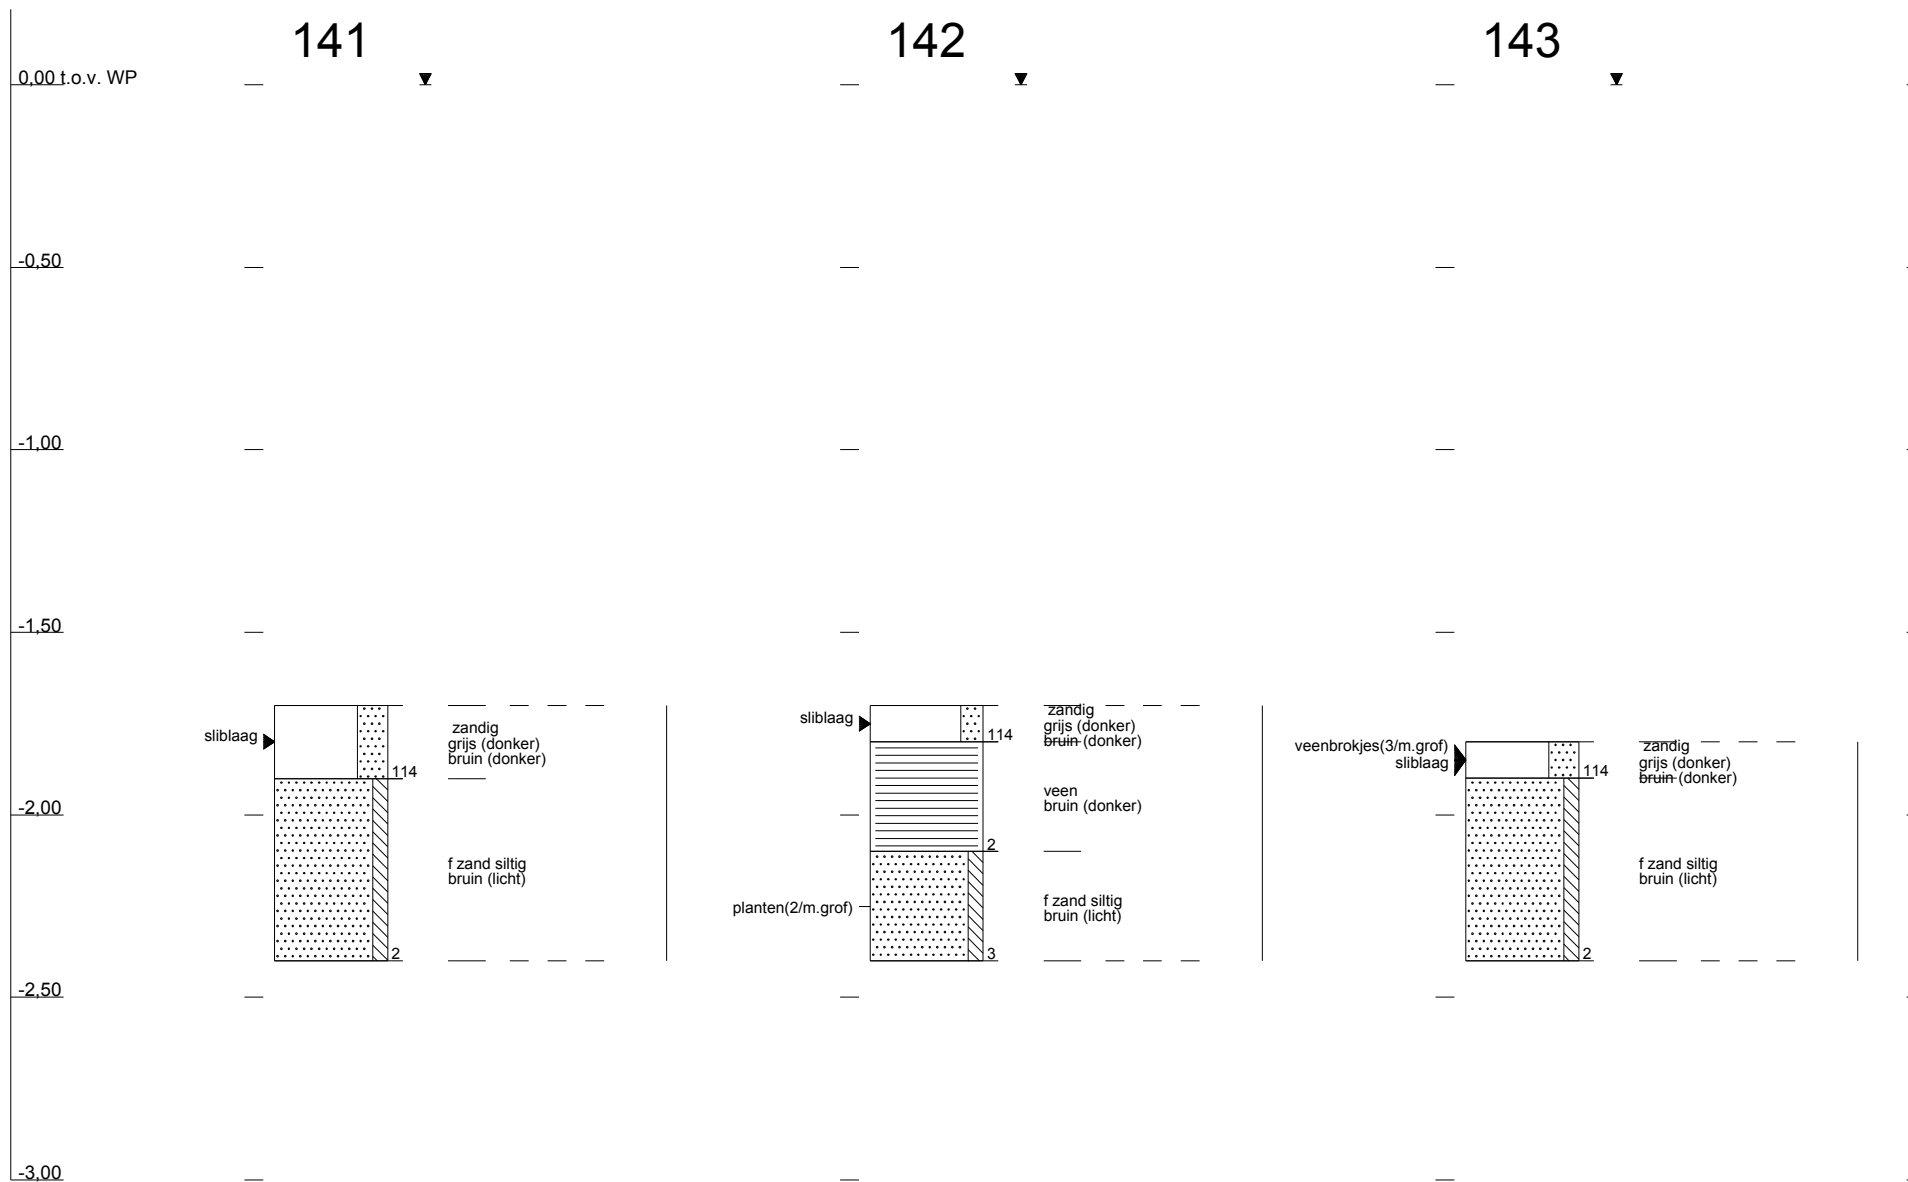 141
142
143
0,00 t.o.v. WP
-0,50
-1,00
-1,50
-2,00
-2,50
-3,00
sliblaag
zandig
grijs (donker)
bruin (donker)
114
f zand siltig
bruin (licht)
2
sliblaag
zandig
grijs (donker)
bruin (donker)
114
veen
bruin (donker)
2
planten(2/m.grof)
f zand siltig
bruin (licht)
3
veenbrokjes(3/m.grof)
sliblaag
zandig
grijs (donker)
bruin (donker)
114
f zand siltig
bruin (licht)
2